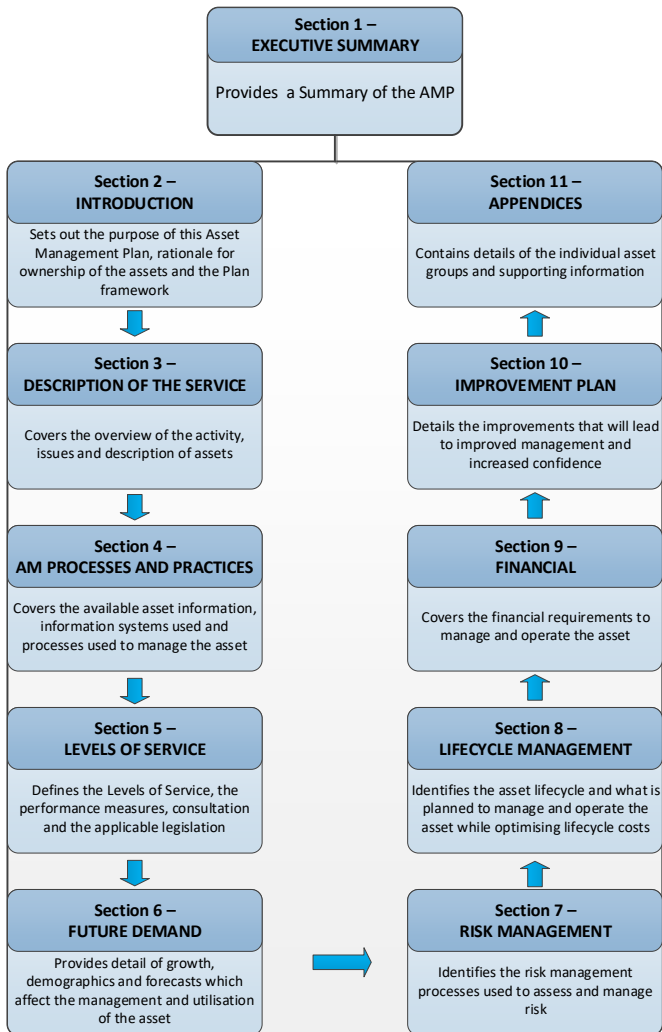 Section 1 –
EXECUTIVE SUMMARY
Provides a Summary of the AMP
Section 2 –
INTRODUCTION
Sets out the purpose of this Asset
Management Plan, rationale for
ownership of the assets and the Plan
framework
Section 3 –
DESCRIPTION OF THE SERVICE
Covers the overview of the activity,
issues and description of assets
Section 4 –
AM PROCESSES AND PRACTICES
Covers the available asset information,
information systems used and
processes used to manage the asset
Section 5 –
LEVELS OF SERVICE
Defines the Levels of Service, the
performance measures, consultation
and the applicable legislation
Section 6 –
FUTURE DEMAND
Provides detail of growth,
demographics and forecasts which
affect the management and utilisation
of the asset
Section 7 –
RISK MANAGEMENT
Identifies the risk management
processes used to assess and manage
risk
Section 8 –
LIFECYCLE MANAGEMENT
Identifies the asset lifecycle and what is
planned to manage and operate the
asset while optimising lifecycle costs
Section 9 –
FINANCIAL
Covers the financial requirements to
manage and operate the asset
Section 10 –
IMPROVEMENT PLAN
Details the improvements that will lead
to improved management and
increased confidence
Section 11 –
APPENDICES
Contains details of the individual asset
groups and supporting information